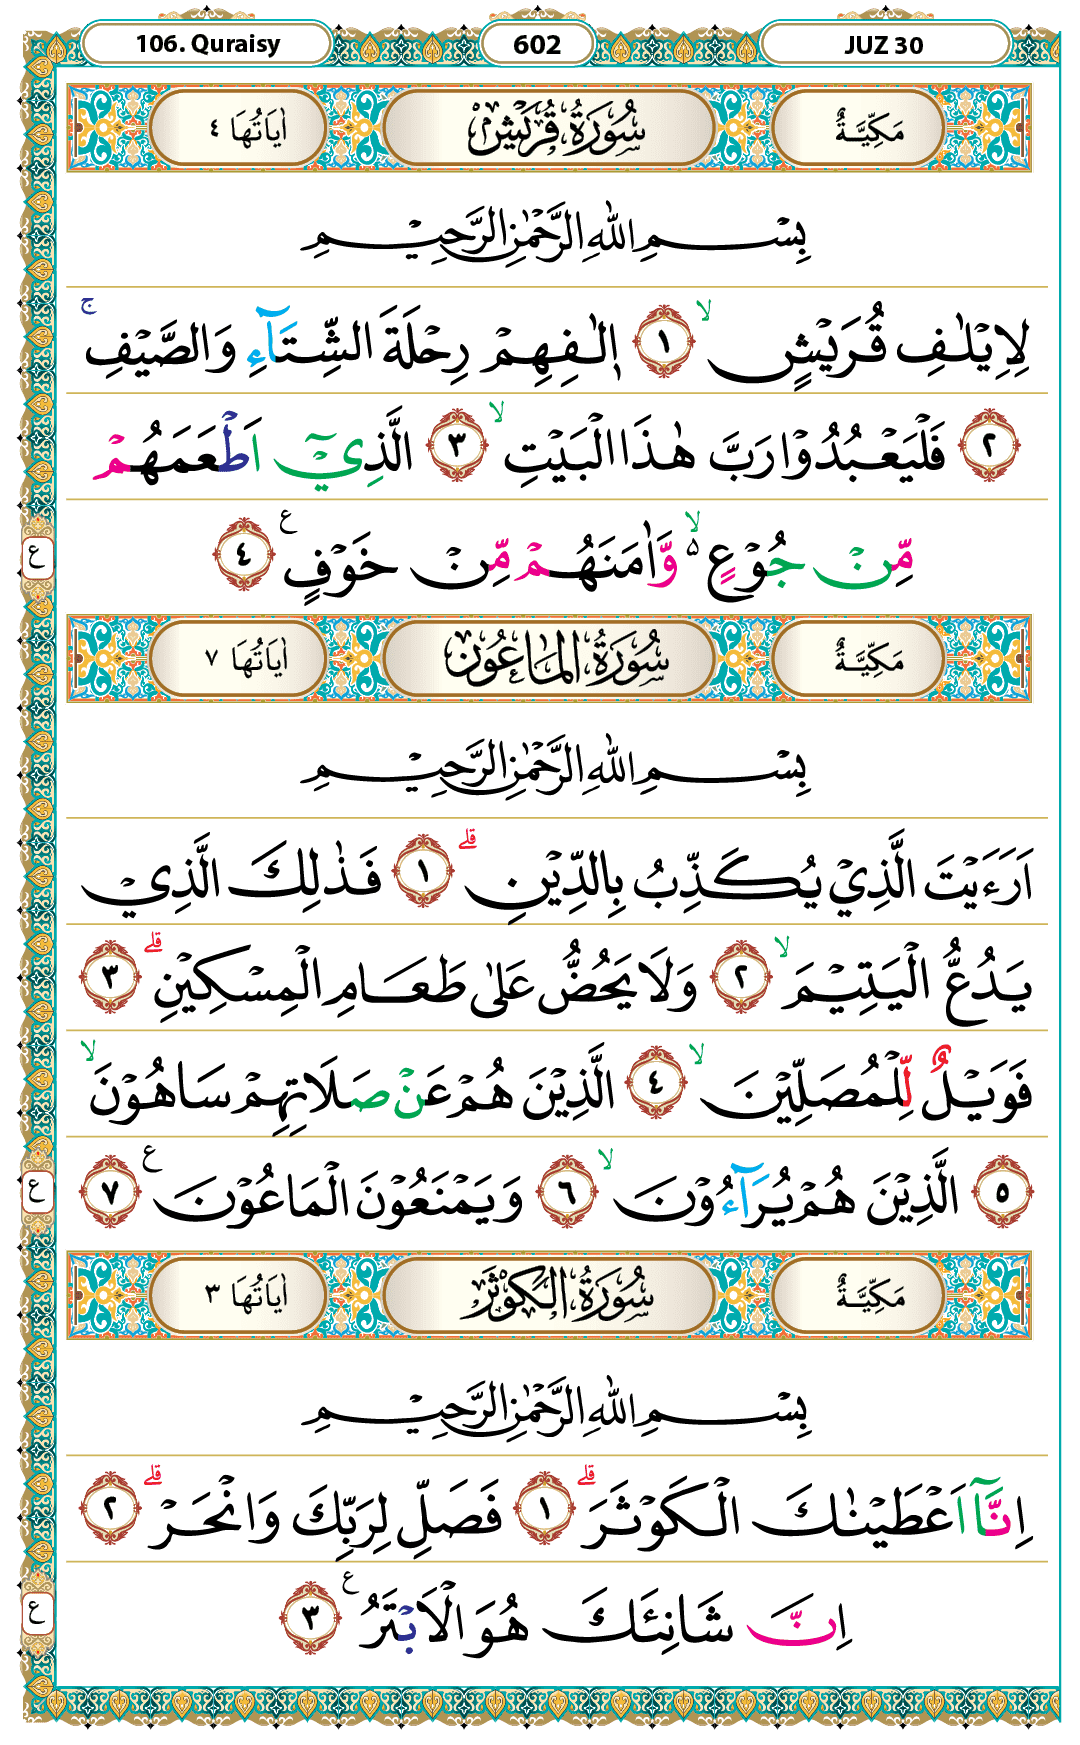 106. Quraisy 602 JUZ 30
مَكِّيَّةٌ سُوْرَةُ قُرَيْشٍ اٰيَاتُهَا ٤
بِسْمِ اللّٰهِ الرَّحْمٰنِ الرَّحِيْمِ
لِاِيْلٰفِ قُرَيْشٍۙ ١ اٖلٰفِهِمْ رِحْلَةَ الشِّتَاۤءِ وَالصَّيْفِۚ
٢ فَلْيَعْبُدُوْا رَبَّ هٰذَا الْبَيْتِۙ ٣ الَّذِيْٓ اَطْعَمَهُمْ
مِّنْ جُوْعٍ ەۙ وَّاٰمَنَهُمْ مِّنْ خَوْفٍ ࣖ ٤
ع
مَكِّيَّةٌ سُوْرَةُ الْمَاعُوْنِ اٰيَاتُهَا ٧
بِسْمِ اللّٰهِ الرَّحْمٰنِ الرَّحِيْمِ
اَرَءَيْتَ الَّذِيْ يُكَذِّبُ بِالدِّيْنِۗ ١ فَذٰلِكَ الَّذِيْ
يَدُعُّ الْيَتِيْمَۙ ٢ وَلَا يَحُضُّ عَلٰى طَعَامِ الْمِسْكِيْنِۗ ٣
فَوَيْلٌ لِّلْمُصَلِّيْنَۙ ٤ الَّذِيْنَ هُمْ عَنْ صَلَاتِهِمْ سَاهُوْنَۙ
٥ الَّذِيْنَ هُمْ يُرَاۤءُوْنَۙ ٦ وَيَمْنَعُوْنَ الْمَاعُوْنَ ࣖ ٧
ع
مَكِّيَّةٌ سُوْرَةُ الْكَوْثَرِ اٰيَاتُهَا ٣
بِسْمِ اللّٰهِ الرَّحْمٰنِ الرَّحِيْمِ
اِنَّآ اَعْطَيْنٰكَ الْكَوْثَرَۗ ١ فَصَلِّ لِرَبِّكَ وَانْحَرْۗ ٢
اِنَّ شَانِئَكَ هُوَ الْاَبْتَرُ ࣖ ٣
ع